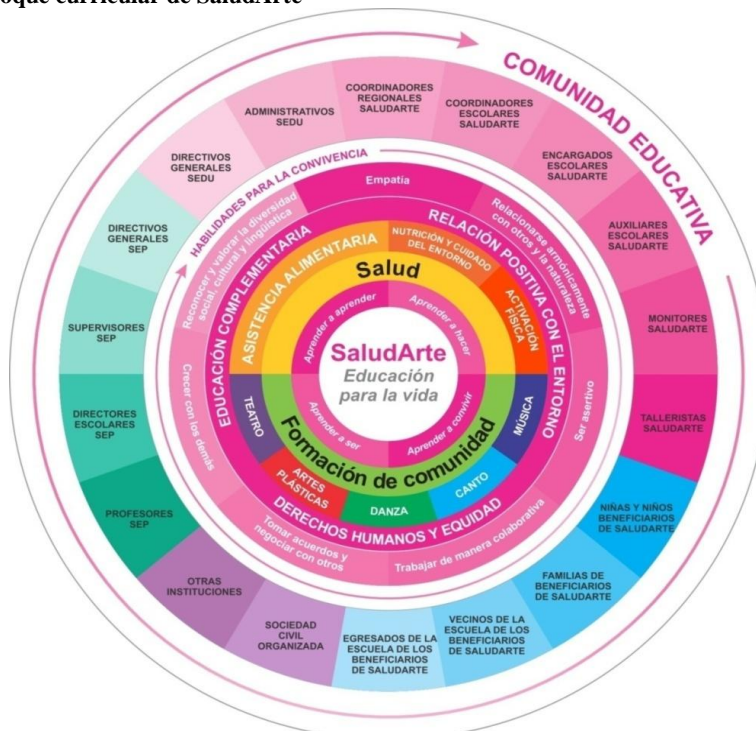 oque curricular de SaludArte
COMUNIDAD EDUCATIVA
COORDINADORES
REGIONALES
SALUDARTE
COORDINADORES
ESCOLARES
SALUDARTE
ENCARGADOS
ESCOLARES
SALUDARTE
AUXILIARES
ESCOLARES
SALUDARTE
MONITORES
SALUDARTE
TALLERISTAS
SALUDARTE
NIÑAS Y NIÑOS
BENEFICIARIOS
DE SALUDARTE
FAMILIAS DE
BENEFICIARIOS
DE SALUDARTE
VECINOS DE LA
ESCUELA DE LOS
BENEFICIARIOS
DE SALUDARTE
EGRESADOS DE LA
ESCUELA DE LOS
BENEFICIARIOS
DE SALUDARTE
SOCIEDAD
CIVIL
ORGANIZADA
OTRAS
INSTITUCIONES
PROFESORES
SEP
DIRECTORES
ESCOLARES
SEP
SUPERVISORES
SEP
DIRECTIVOS
GENERALES
SEP
DIRECTIVOS
GENERALES
SEDU
ADMINISTRATIVOS
SEDU
HABILIDADES PARA LA CONVIVENCIA
Empatía
Relacionarse armónicamente
con otros y la naturaleza
Ser asertivo
Trabajar de manera colaborativa
Tomar acuerdos y
negociar con otros
Crecer con los demás
Reconocer y valorar la diversidad
social, cultural y lingüística
EDUCACIÓN COMPLEMENTARIA
RELACIÓN POSITIVA CON EL ENTORNO
DERECHOS HUMANOS Y EQUIDAD
ASISTENCIA ALIMENTARIA
NUTRICIÓN Y CUIDADO
DEL ENTORNO
ACTIVACIÓN
FÍSICA
MÚSICA
CANTO
DANZA
ARTES
PLÁSTICAS
TEATRO
Salud
Formación de comunidad
Aprender a aprender
Aprender a hacer
Aprender a convivir
Aprender a ser
SaludArte
Educación
para la vida